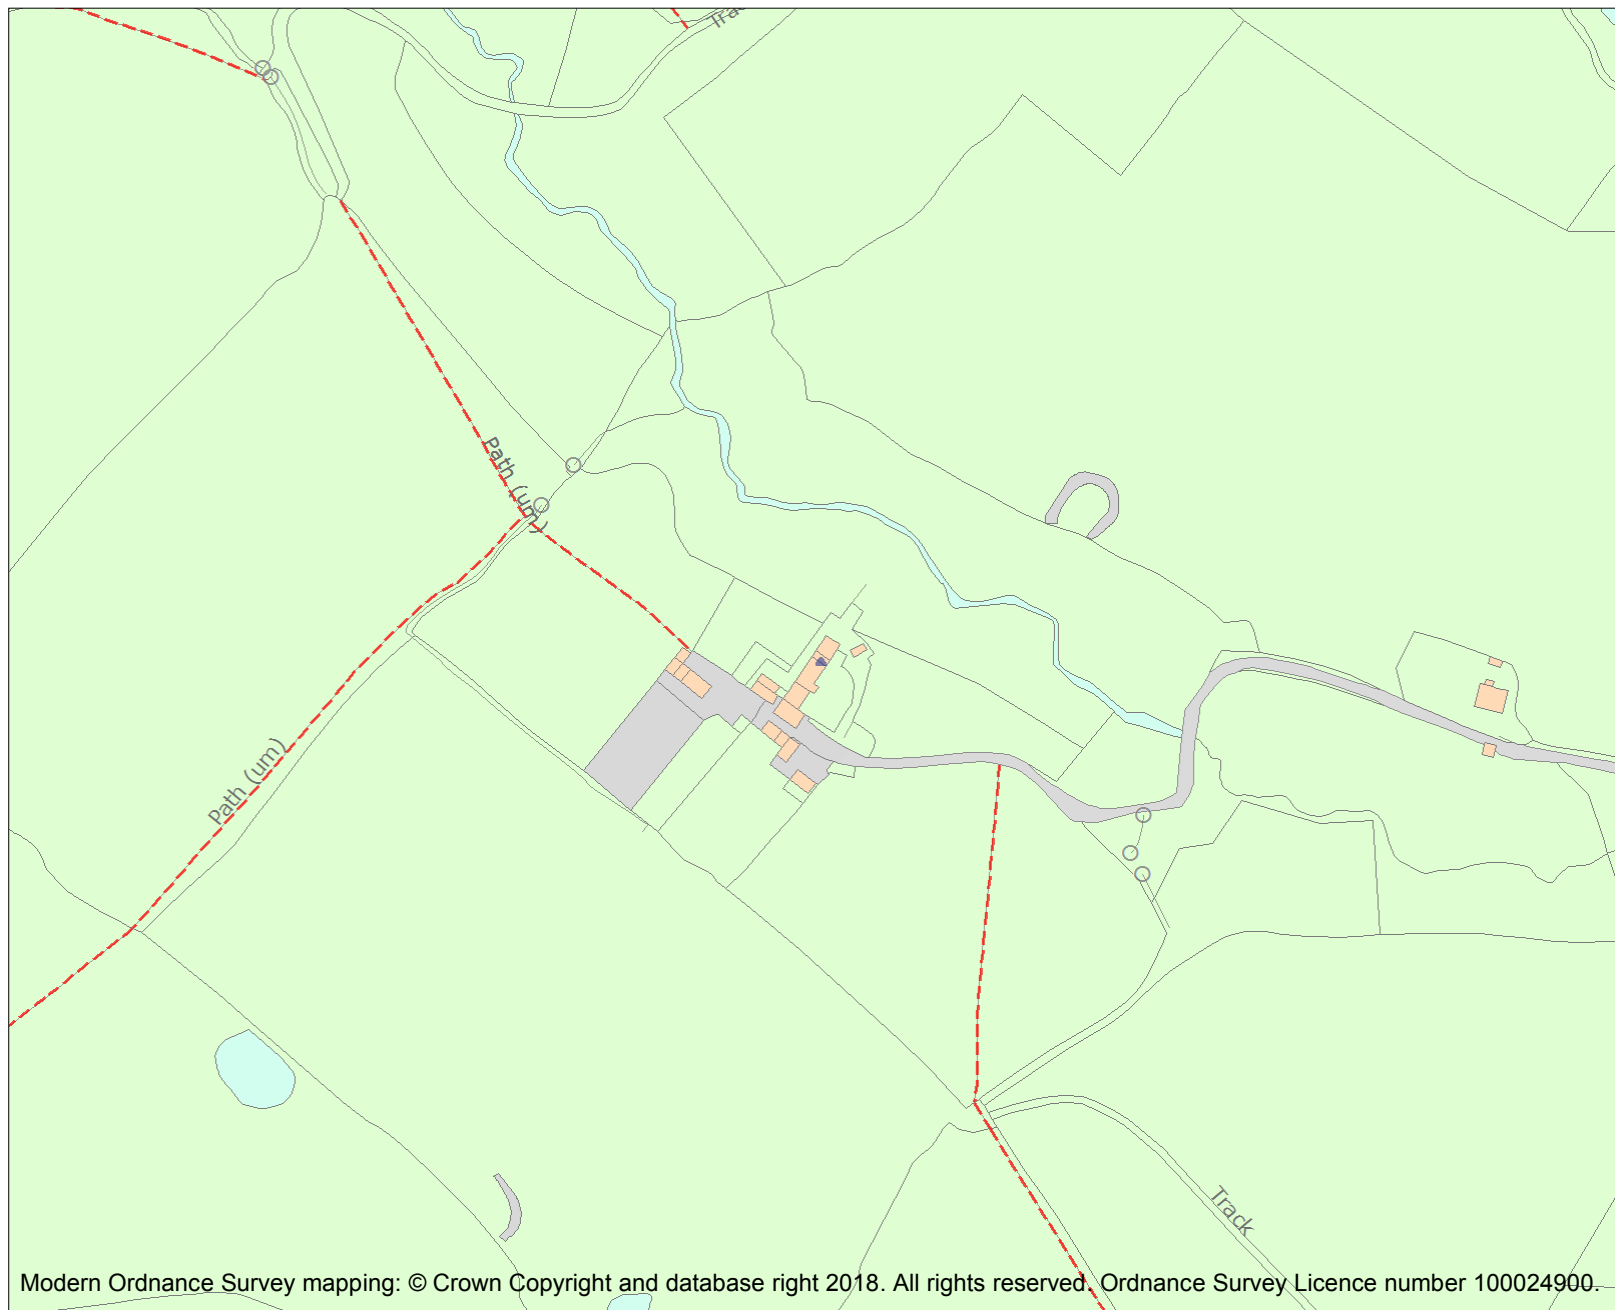 Path (um)
Path (um)
Track
Modern Ordnance Survey mapping: © Crown Copyright and database right 2018. All rights reserved. Ordnance Survey Licence number 100024900.